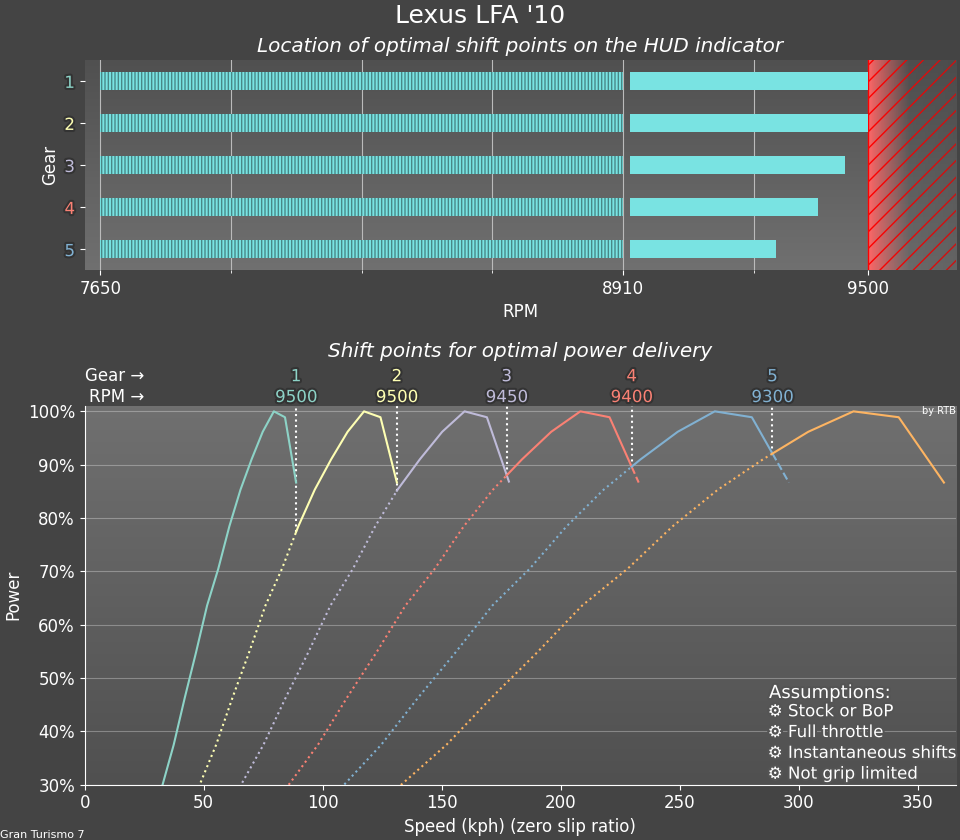 Lexus LFA '10
Location of optimal shift points on the HUD indicator
Gear
1
2
3
4
5
7650 8910 9500
RPM
Shift points for optimal power delivery
Gear → 1 2 3 4 5
RPM → 9500 9500 9450 9400 9300
by RTB
Power
100%
90%
80%
70%
60%
50%
40%
30%
Assumptions:
⚙ Stock or BoP
⚙ Full throttle
⚙ Instantaneous shifts
⚙ Not grip limited
0 50 100 150 200 250 300 350
Speed (kph) (zero slip ratio)
Gran Turismo 7